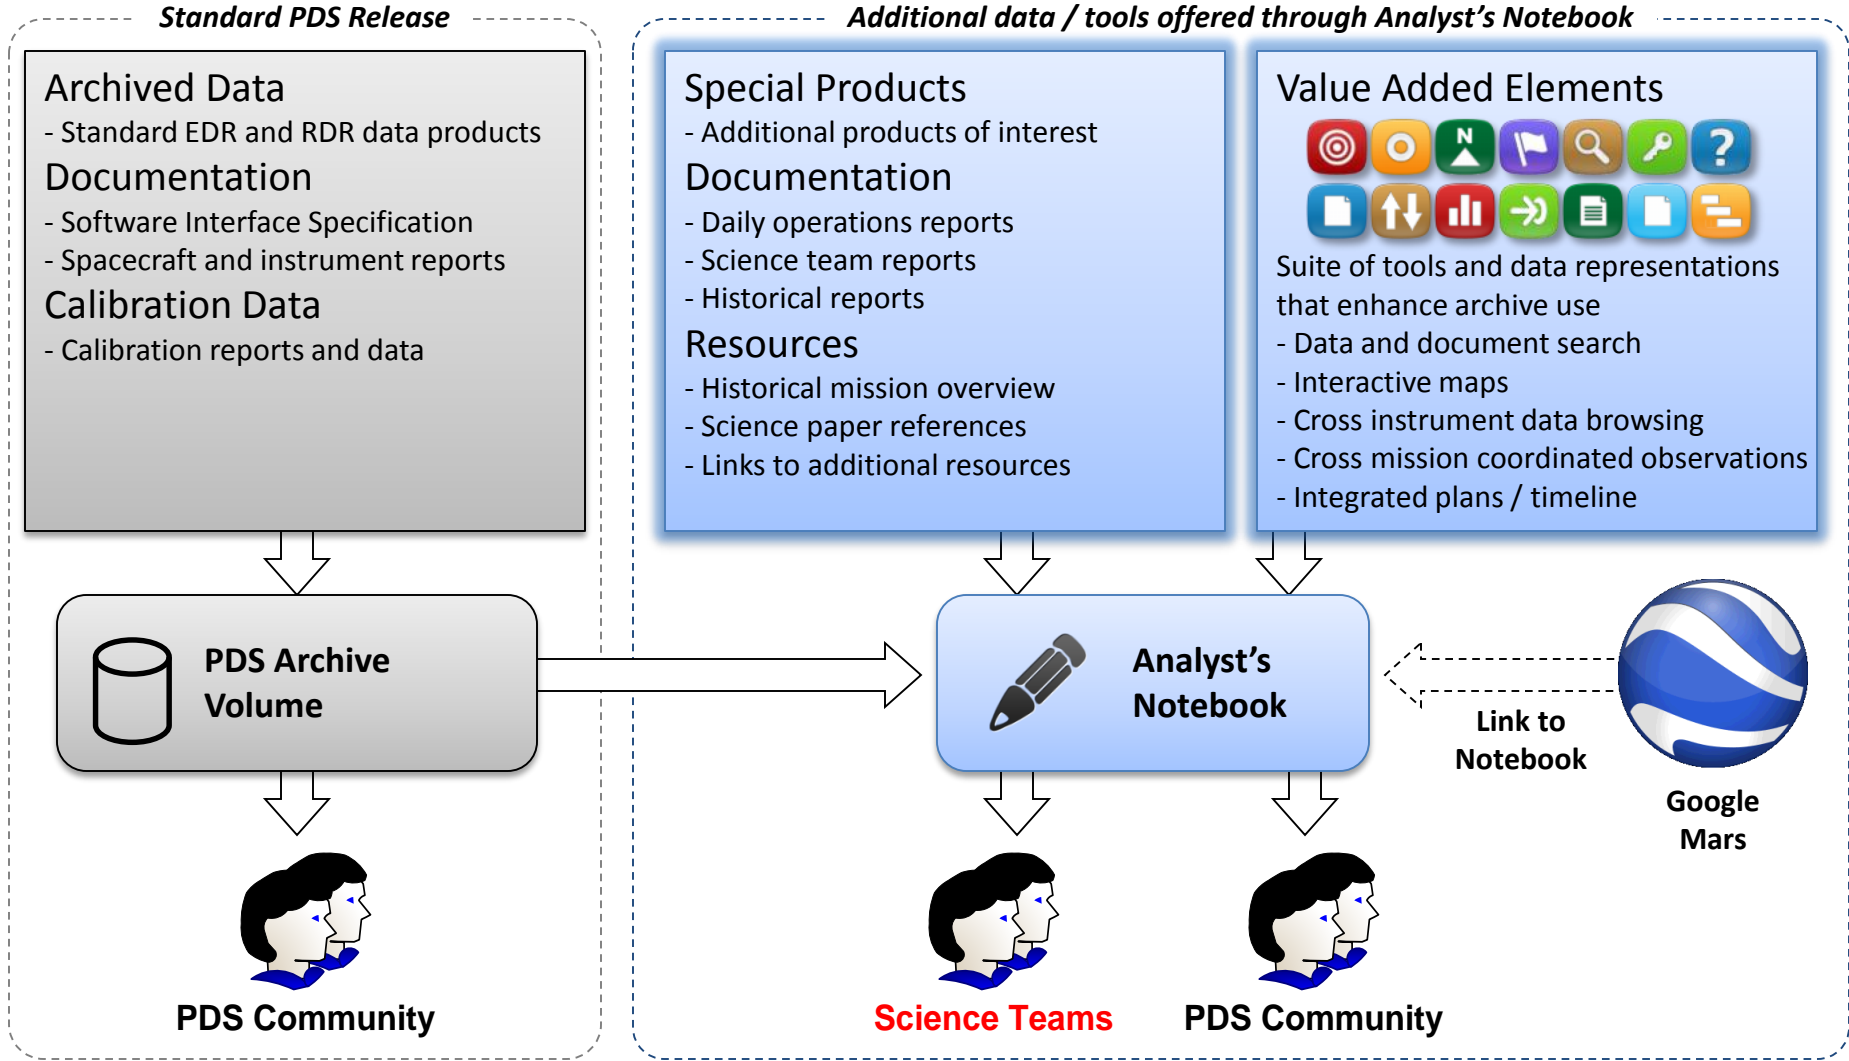 Standard PDS Release
Archived Data
- Standard EDR and RDR data products
Documentation
- Software Interface Specification
- Spacecraft and instrument reports
Calibration Data
- Calibration reports and data
PDS Archive
Volume
PDS Community
Additional data / tools offered through Analyst’s Notebook
Special Products
- Additional products of interest
Documentation
- Daily operations reports
- Science team reports
- Historical reports
Resources
- Historical mission overview
- Science paper references
- Links to additional resources
Value Added Elements
N
?
Suite of tools and data representations
that enhance archive use
- Data and document search
- Interactive maps
- Cross instrument data browsing
- Cross mission coordinated observations
- Integrated plans / timeline
Analyst’s
Notebook
Link to
Notebook
Google
Mars
Science Teams
PDS Community